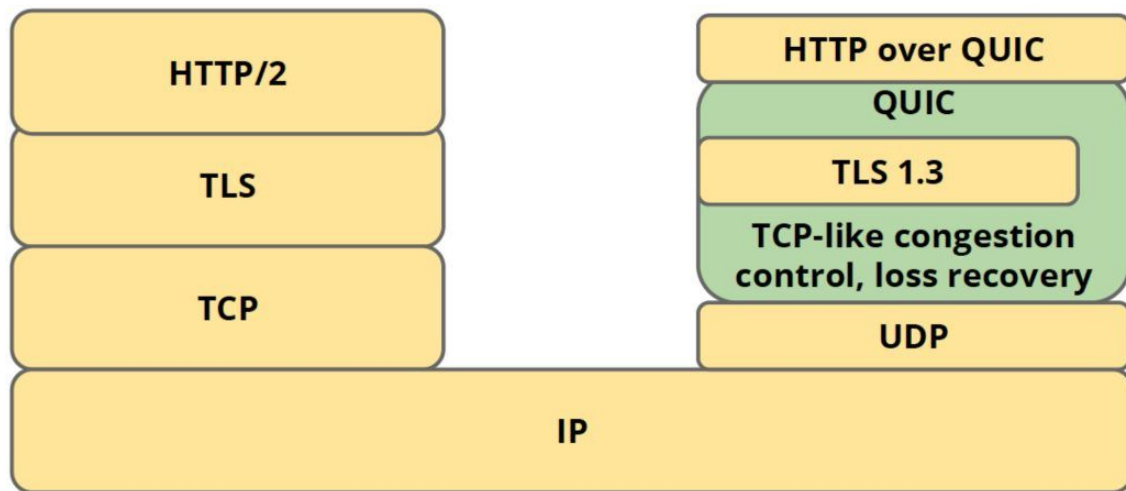 HTTP/2
TLS
TCP
HTTP over QUIC
QUIC
TLS 1.3
TCP-like congestion
control, loss recovery
UDP
IP